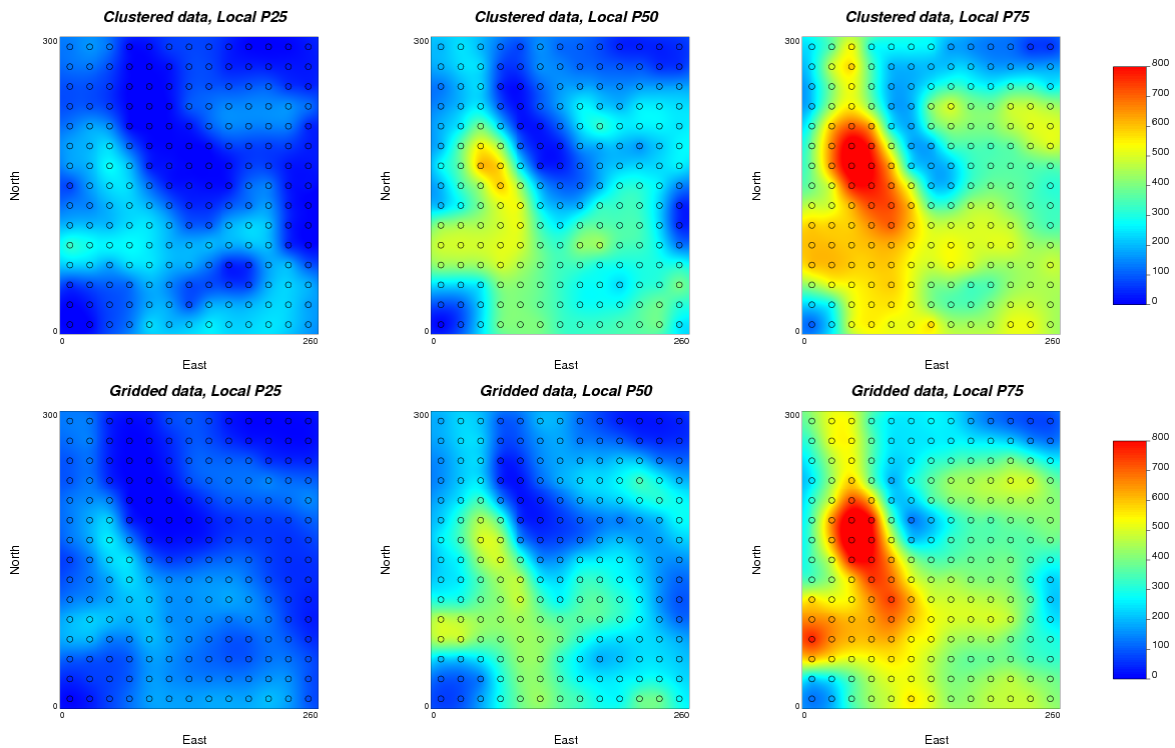 Clustered data, Local P25
Clustered data, Local P50
Clustered data, Local P75
300
North
0
0
260
East
300
North
0
0
260
East
300
North
0
0
260
East
800
700
600
500
400
300
200
100
0
Gridded data, Local P25
Gridded data, Local P50
Gridded data, Local P75
300
North
0
0
260
East
300
North
0
0
260
East
300
North
0
0
260
East
800
700
600
500
400
300
200
100
0